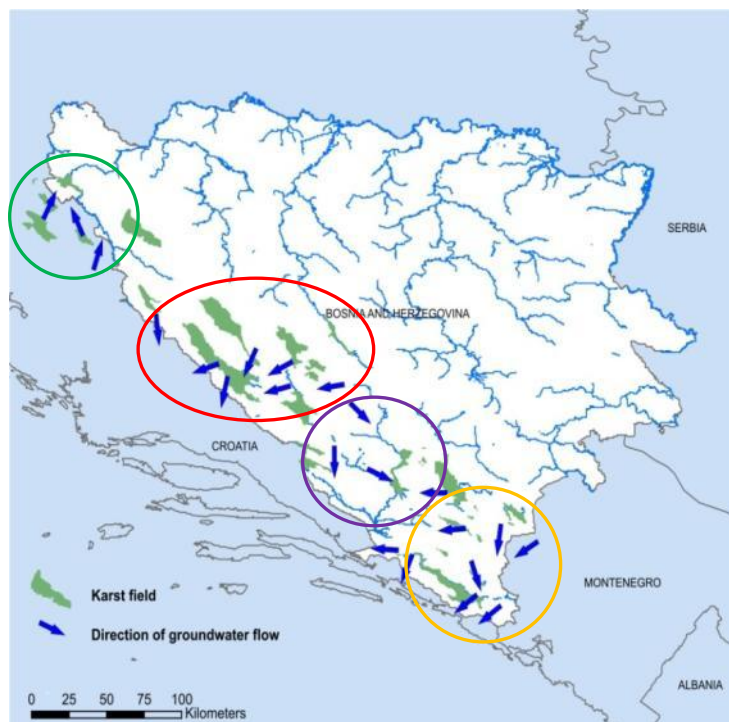 SERBIA
BOSNIA AND HERZEGOVINA
CROATIA
MONTENEGRO
Karst field
Direction of groundwater flow
ALBANIA
0 25 50 75 100
Kilometers